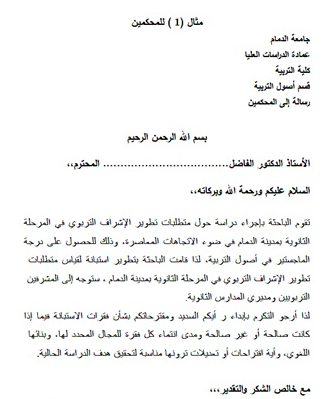 مثال (1 ) للمحكمين
جامعة الدمام
عمادة الدراسات العليا
كلية التربية
قسم أصول التربية
رسالة إلى المحكمين
بسم الله الرحمن الرحيم
الأستاذ الدكتور الفاضل.................................... المحترم،،
السلام عليكم ورحمة الله وبركاته،،
تقوم الباحثة بإجراء دراسة حول متطلبات تطوير الإشراف التربوي في المرحلة
الثانوية بمدينة الدمام في ضوء الاتجاهات المعاصرة، وذلك للحصول على درجة
الماجستير في أصول التربية، لذا قامت الباحثة بتطوير استبانة لقياس متطلبات
تطوير الإشراف التربوي في المرحلة الثانوية بمدينة الدمام ، ستوجه إلى المشرفين
التربويين ومديري المدارس الثانوية.
لذا أرجو التكرم بإبداء ر أيكم السديد ومقترحاتكم بشأن فقرات الاستبانة فيما إذا
كانت صالحة أو غير صالحة ومدى انتماء كل فقرة للمجال المحدد لها، وبنائها
اللغوي، وأية اقتراحات أو تعديلات ترونها مناسبة لتحقيق هدف الدراسة الحالية.
مع خالص الشكر والتقدير،،،